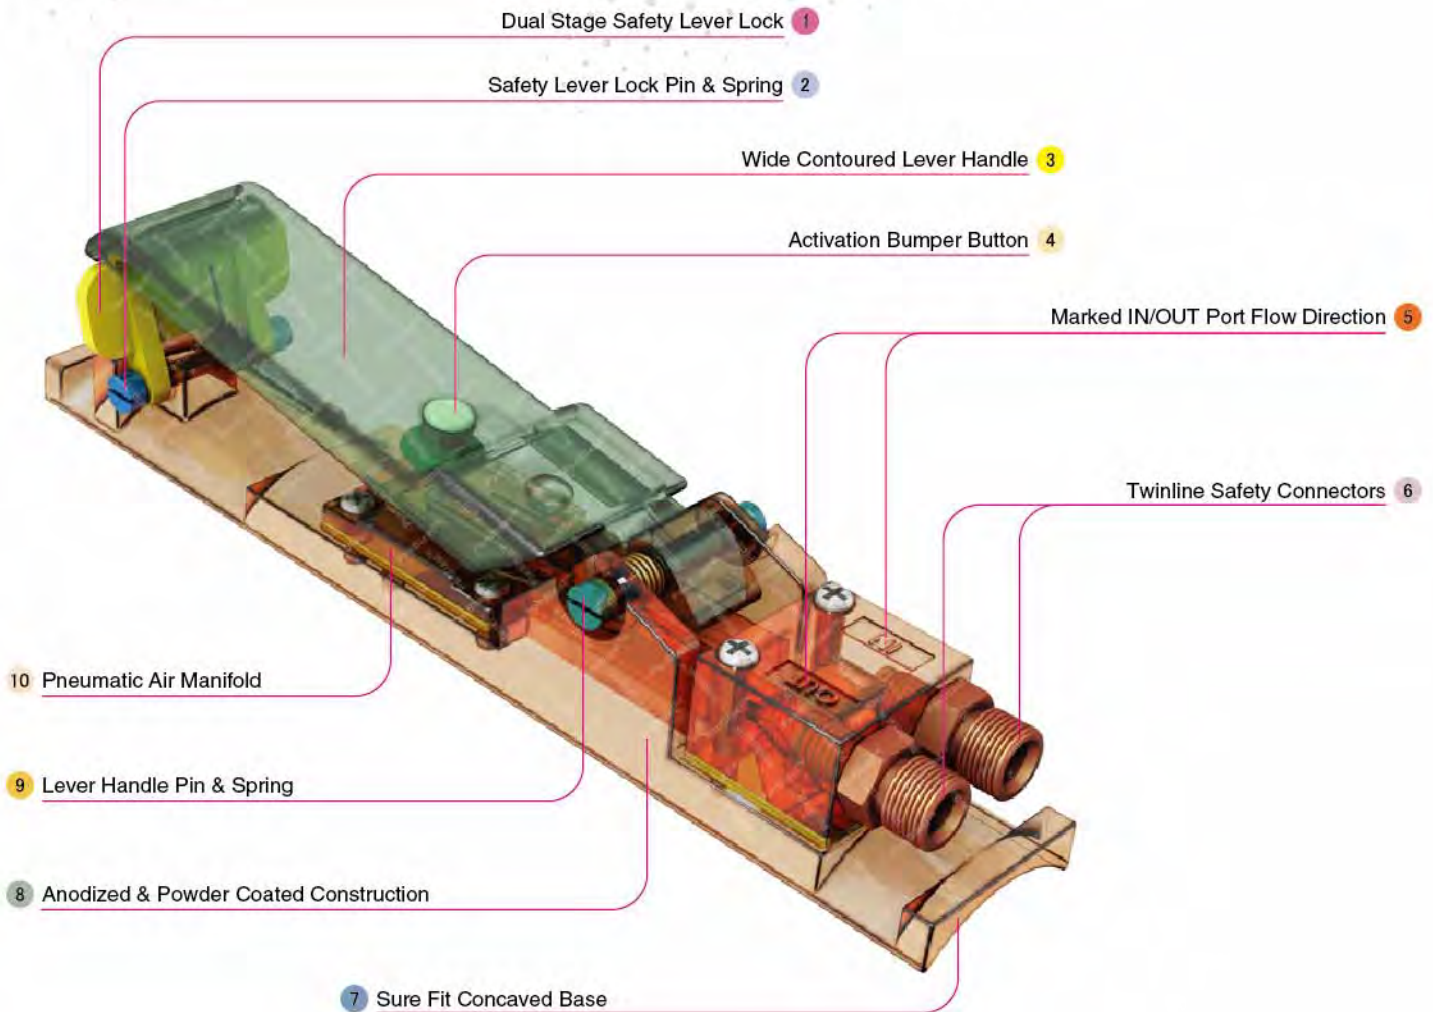 Dual Stage Safety Lever Lock 1
Safety Lever Lock Pin & Spring 2
Wide Contoured Lever Handle 3
Activation Bumper Button 4
Marked IN/OUT Port Flow Direction 5
Twinline Safety Connectors 6
OUT
10 Pneumatic Air Manifold
9 Lever Handle Pin & Spring
8 Anodized & Powder Coated Construction
7 Sure Fit Concaved Base